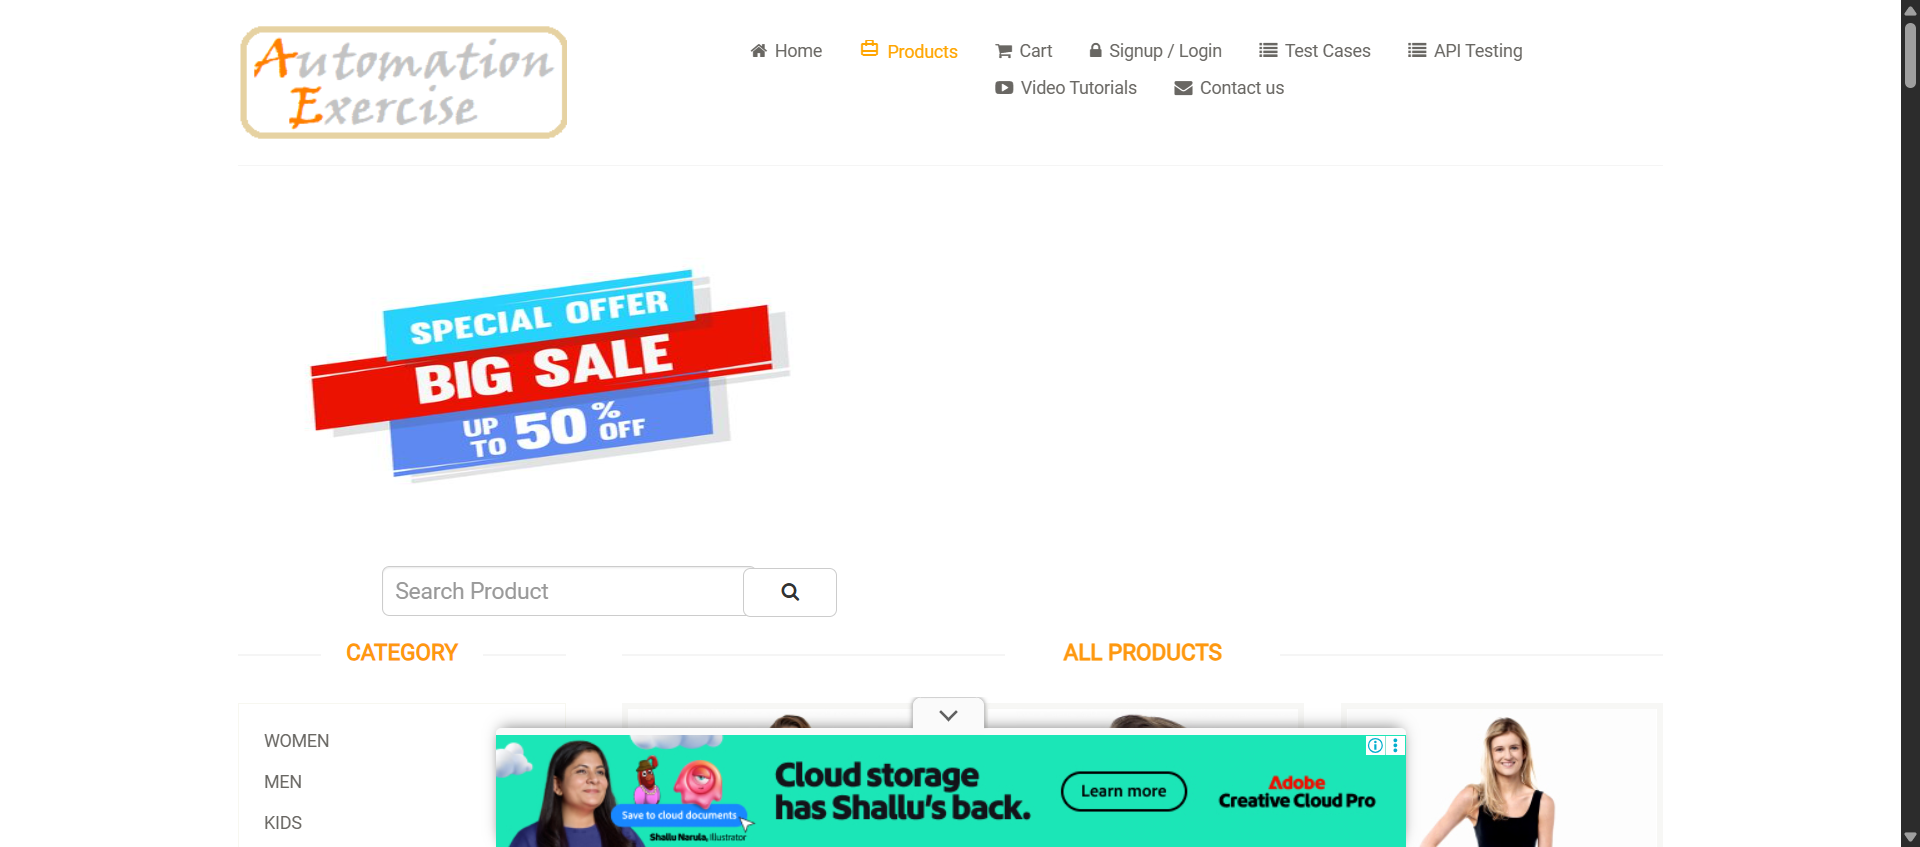 Automation
Exercise
Home
Products
Cart
Signup / Login
Test Cases
API Testing
Video Tutorials
Contact us
SPECIAL OFFER
BIG SALE
UP TO 50% OFF
Search Product
CATEGORY
ALL PRODUCTS
WOMEN
MEN
KIDS
Cloud storage
has Shallu's back.
Save to cloud documents
Shallu Narula, Illustrator
Learn more
Adobe
Creative Cloud Pro